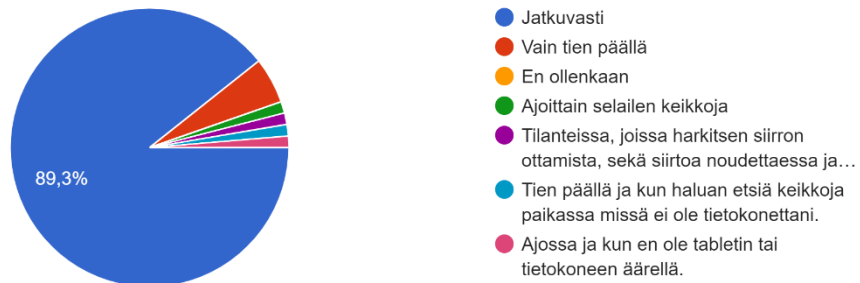 89,3%
Jatkuvasti
Vain tien päällä
En ollenkaan
Ajoittain selailen keikkoja
Tilanteissa, joissa harkitsen siirron
ottamista, sekä siirtoa noudettaessa ja…
Tien päällä ja kun haluan etsiä keikkoja
paikassa missä ei ole tietokonettani.
Ajossa ja kun en ole tabletin tai
tietokoneen äärellä.